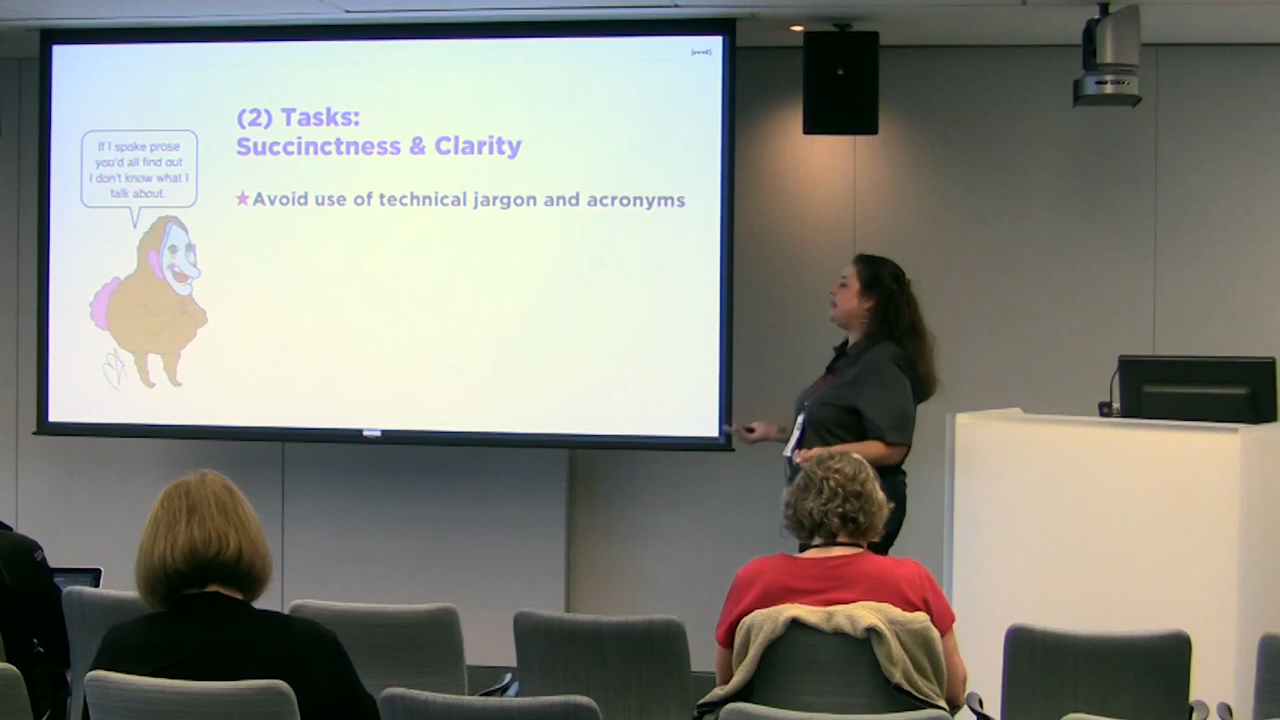 (2) Tasks:
Succinctness & Clarity
If I spoke prose
you'd all find out
I don't know what I
talk about.
★Avoid use of technical jargon and acronyms